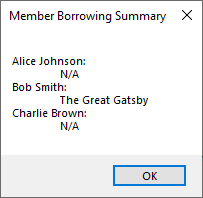 Member Borrowing Summary
Alice Johnson:
N/A
Bob Smith:
The Great Gatsby
Charlie Brown:
N/A
OK